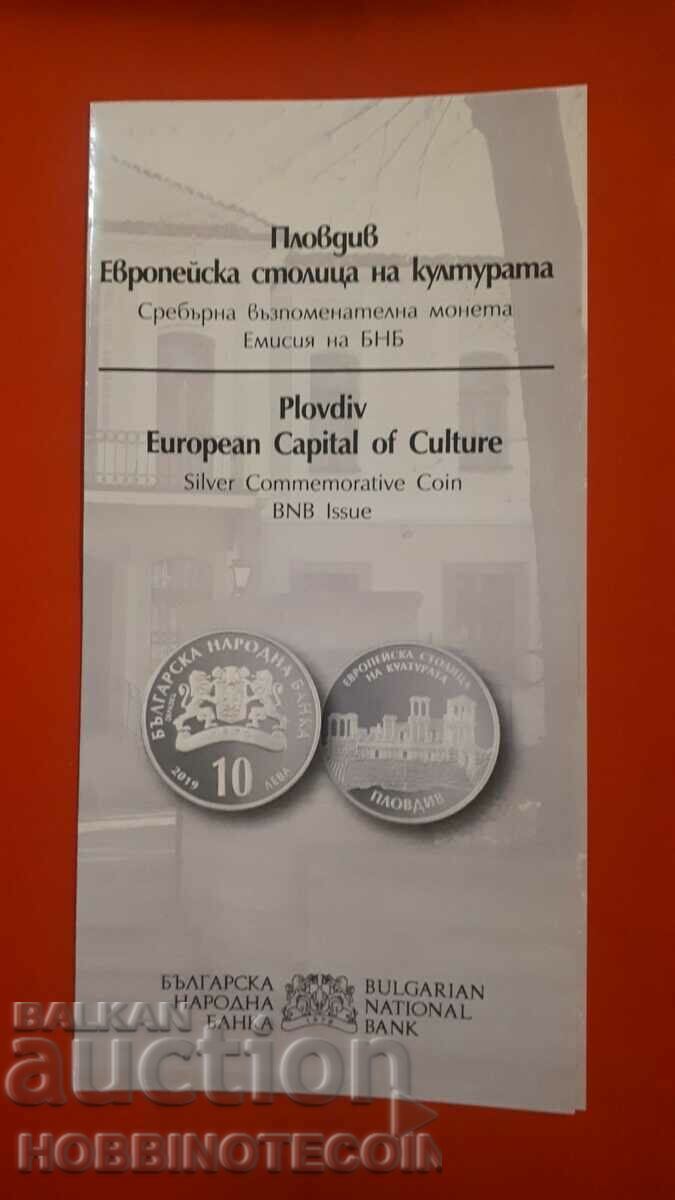 Пловдив
Европейска столица на културата
Сребърна възпоменателна монета
Емисия на БНБ
Plovdiv
European Capital of Culture
Silver Commemorative Coin
BNB Issue
БЪЛГАРСКА НАРОДНА БАНКА
2019 10 ЛЕВА
ЕВРОПЕЙСКА СТОЛИЦА
НА КУЛТУРАТА
ПЛОВДИВ
БЪЛГАРСКА
НАРОДНА
БАНКА
BULGARIAN
NATIONAL
BANK
BALKAN
auction
HOBBINOTECOIN